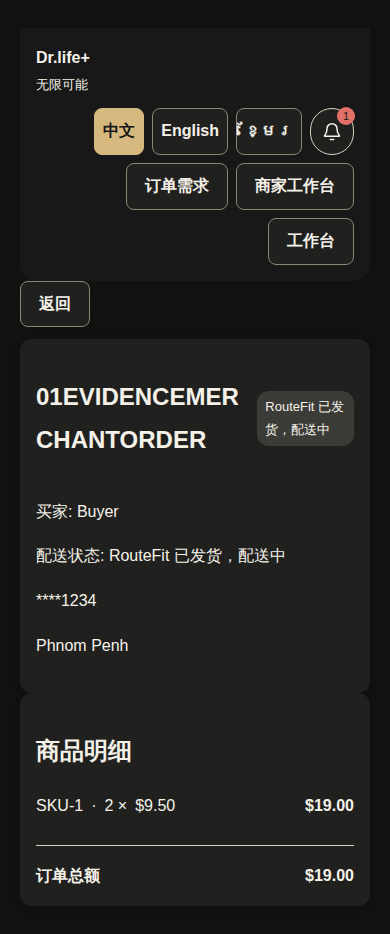 Dr.life+
无限可能
中文 English ខ្មែរ 1
订单需求 商家工作台
工作台
返回
01EVIDENCEMER
CHANTORDER
RouteFit 已发
货，配送中
买家: Buyer
配送状态: RouteFit 已发货，配送中
****1234
Phnom Penh
商品明细
SKU-1 · 2 × $9.50 $19.00
订单总额 $19.00